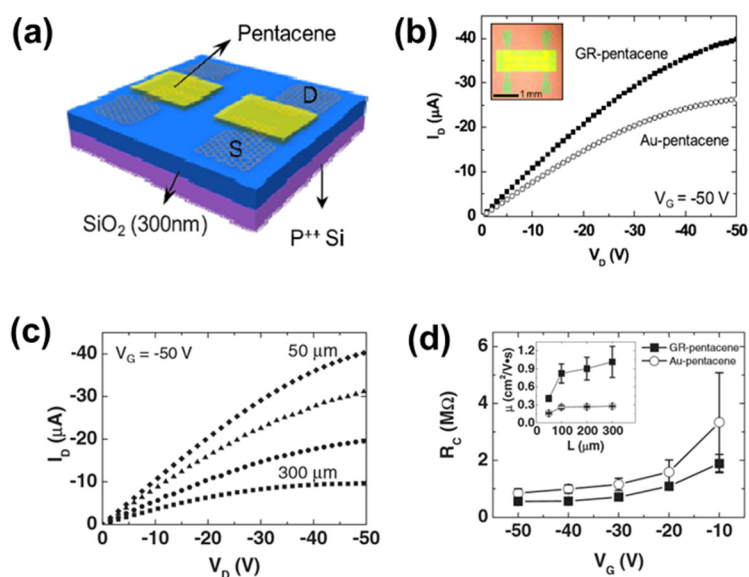 (a)
Pentacene
D
S
SiO₂ (300nm)
P⁺⁺ Si
(b)
-40
-30
-20
-10
0
I_D (μA)
1 mm
GR-pentacene
Au-pentacene
V_G = -50 V
0 -10 -20 -30 -40 -50
V_D (V)
(c)
-40
-30
-20
-10
0
I_D (μA)
V_G = -50 V
50 μm
300 μm
0 -10 -20 -30 -40 -50
V_D (V)
(d)
6
4
2
0
R_C (MΩ)
1.2
0.9
0.6
0.3
0.0
μ (cm²/V•s)
0 100 200 300
L (μm)
GR-pentacene
Au-pentacene
-50 -40 -30 -20 -10
V_G (V)